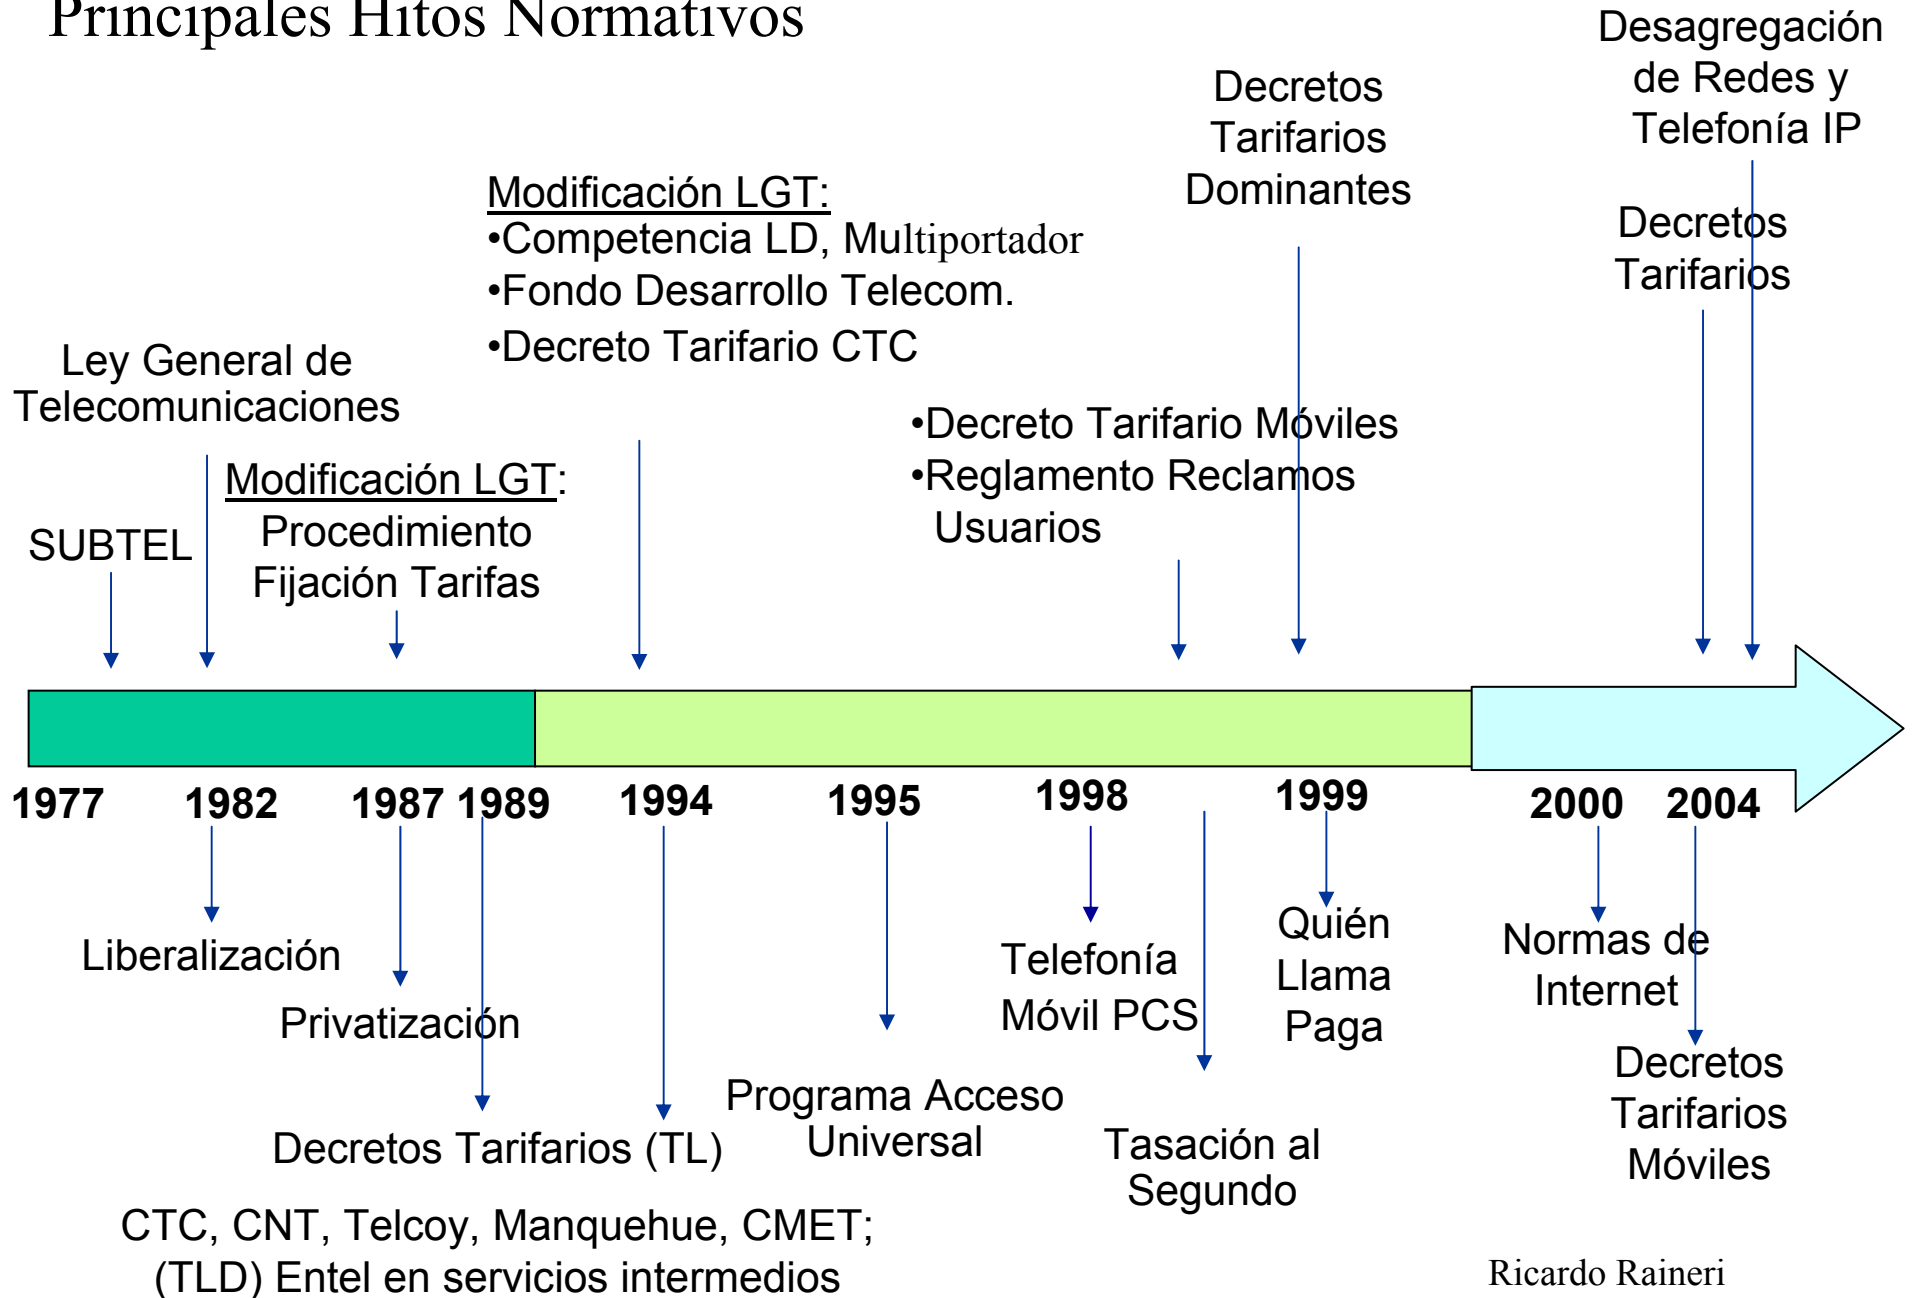 Principales Hitos Normativos
Desagregación
de Redes y
Telefonía IP
Decretos
Tarifarios
Dominantes
Decretos
Tarifarios
Modificación LGT:
•Competencia LD, Multiportador
•Fondo Desarrollo Telecom.
•Decreto Tarifario CTC
Ley General de
Telecomunicaciones
•Decreto Tarifario Móviles
•Reglamento Reclamos
Usuarios
Modificación LGT:
Procedimiento
Fijación Tarifas
SUBTEL
1977 1982 1987 1989 1994 1995 1998 1999 2000 2004
Liberalización
Privatización
Decretos Tarifarios (TL)
CTC, CNT, Telcoy, Manquehue, CMET;
(TLD) Entel en servicios intermedios
Programa Acceso
Universal
Telefonía
Móvil PCS
Tasación al
Segundo
Quién
Llama
Paga
Normas de
Internet
Decretos
Tarifarios
Móviles
Ricardo Raineri